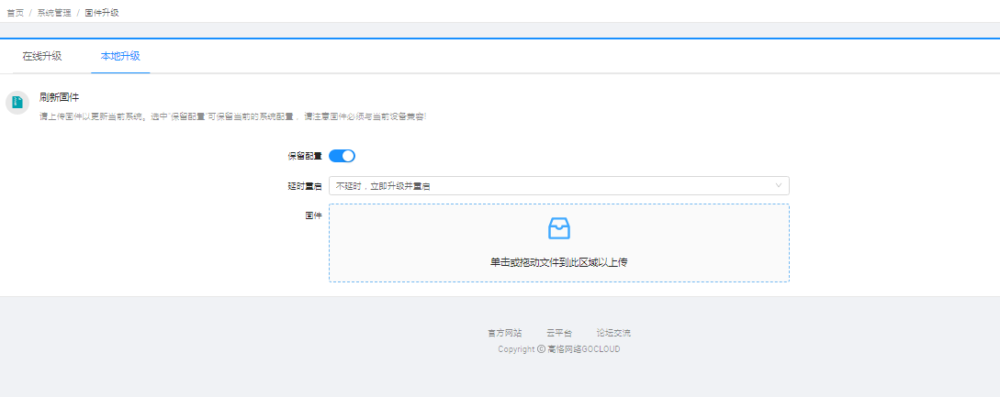 首页 / 系统管理 / 固件升级
在线升级 本地升级
刷新固件
请上传固件以更新当前系统。选中“保留配置”可保留当前的系统配置，请注意固件必须与当前设备兼容!
保留配置
延时重启 不延时，立即升级并重启
固件
单击或拖动文件到此区域以上传
官方网站 云平台 论坛交流
Copyright © 高恪网络GOCLOUD